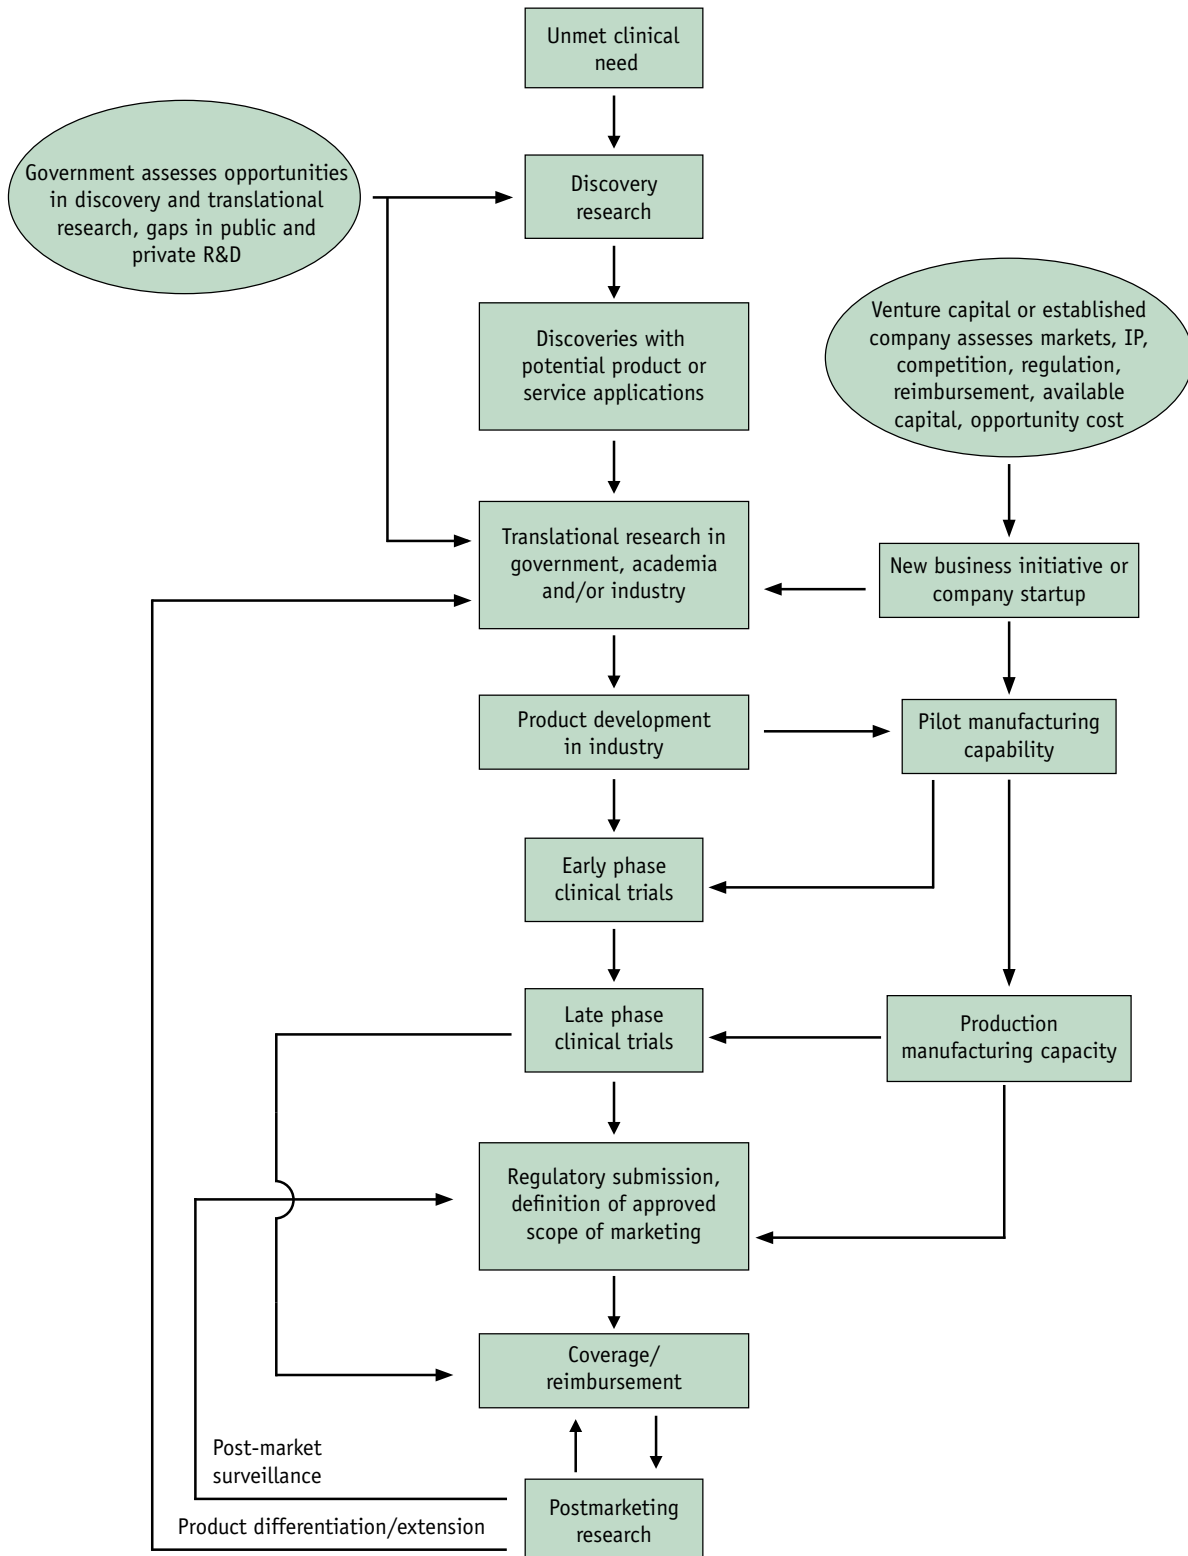 Unmet clinical
need
Government assesses opportunities
in discovery and translational
research, gaps in public and
private R&D
Discovery
research
Discoveries with
potential product or
service applications
Venture capital or established
company assesses markets, IP,
competition, regulation,
reimbursement, available
capital, opportunity cost
Translational research in
government, academia
and/or industry
New business initiative or
company startup
Product development
in industry
Pilot manufacturing
capability
Early phase
clinical trials
Late phase
clinical trials
Production
manufacturing capacity
Regulatory submission,
definition of approved
scope of marketing
Coverage/
reimbursement
Post-market
surveillance
Product differentiation/extension
Postmarketing
research